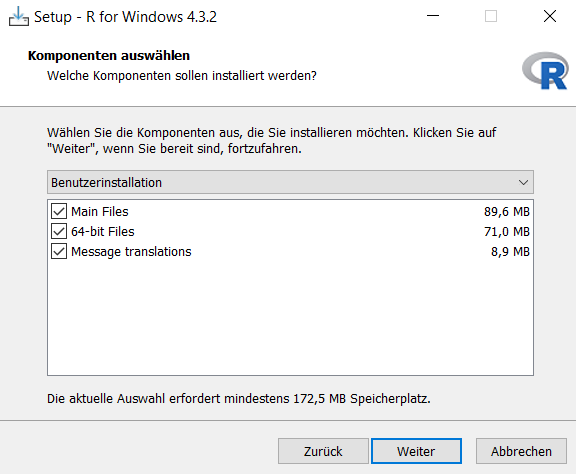 Setup - R for Windows 4.3.2
Komponenten auswählen
Welche Komponenten sollen installiert werden?
R
Wählen Sie die Komponenten aus, die Sie installieren möchten. Klicken Sie auf
"Weiter", wenn Sie bereit sind, fortzufahren.
Benutzerinstallation
Main Files 89,6 MB
64-bit Files 71,0 MB
Message translations 8,9 MB
Die aktuelle Auswahl erfordert mindestens 172,5 MB Speicherplatz.
Zurück Weiter Abbrechen